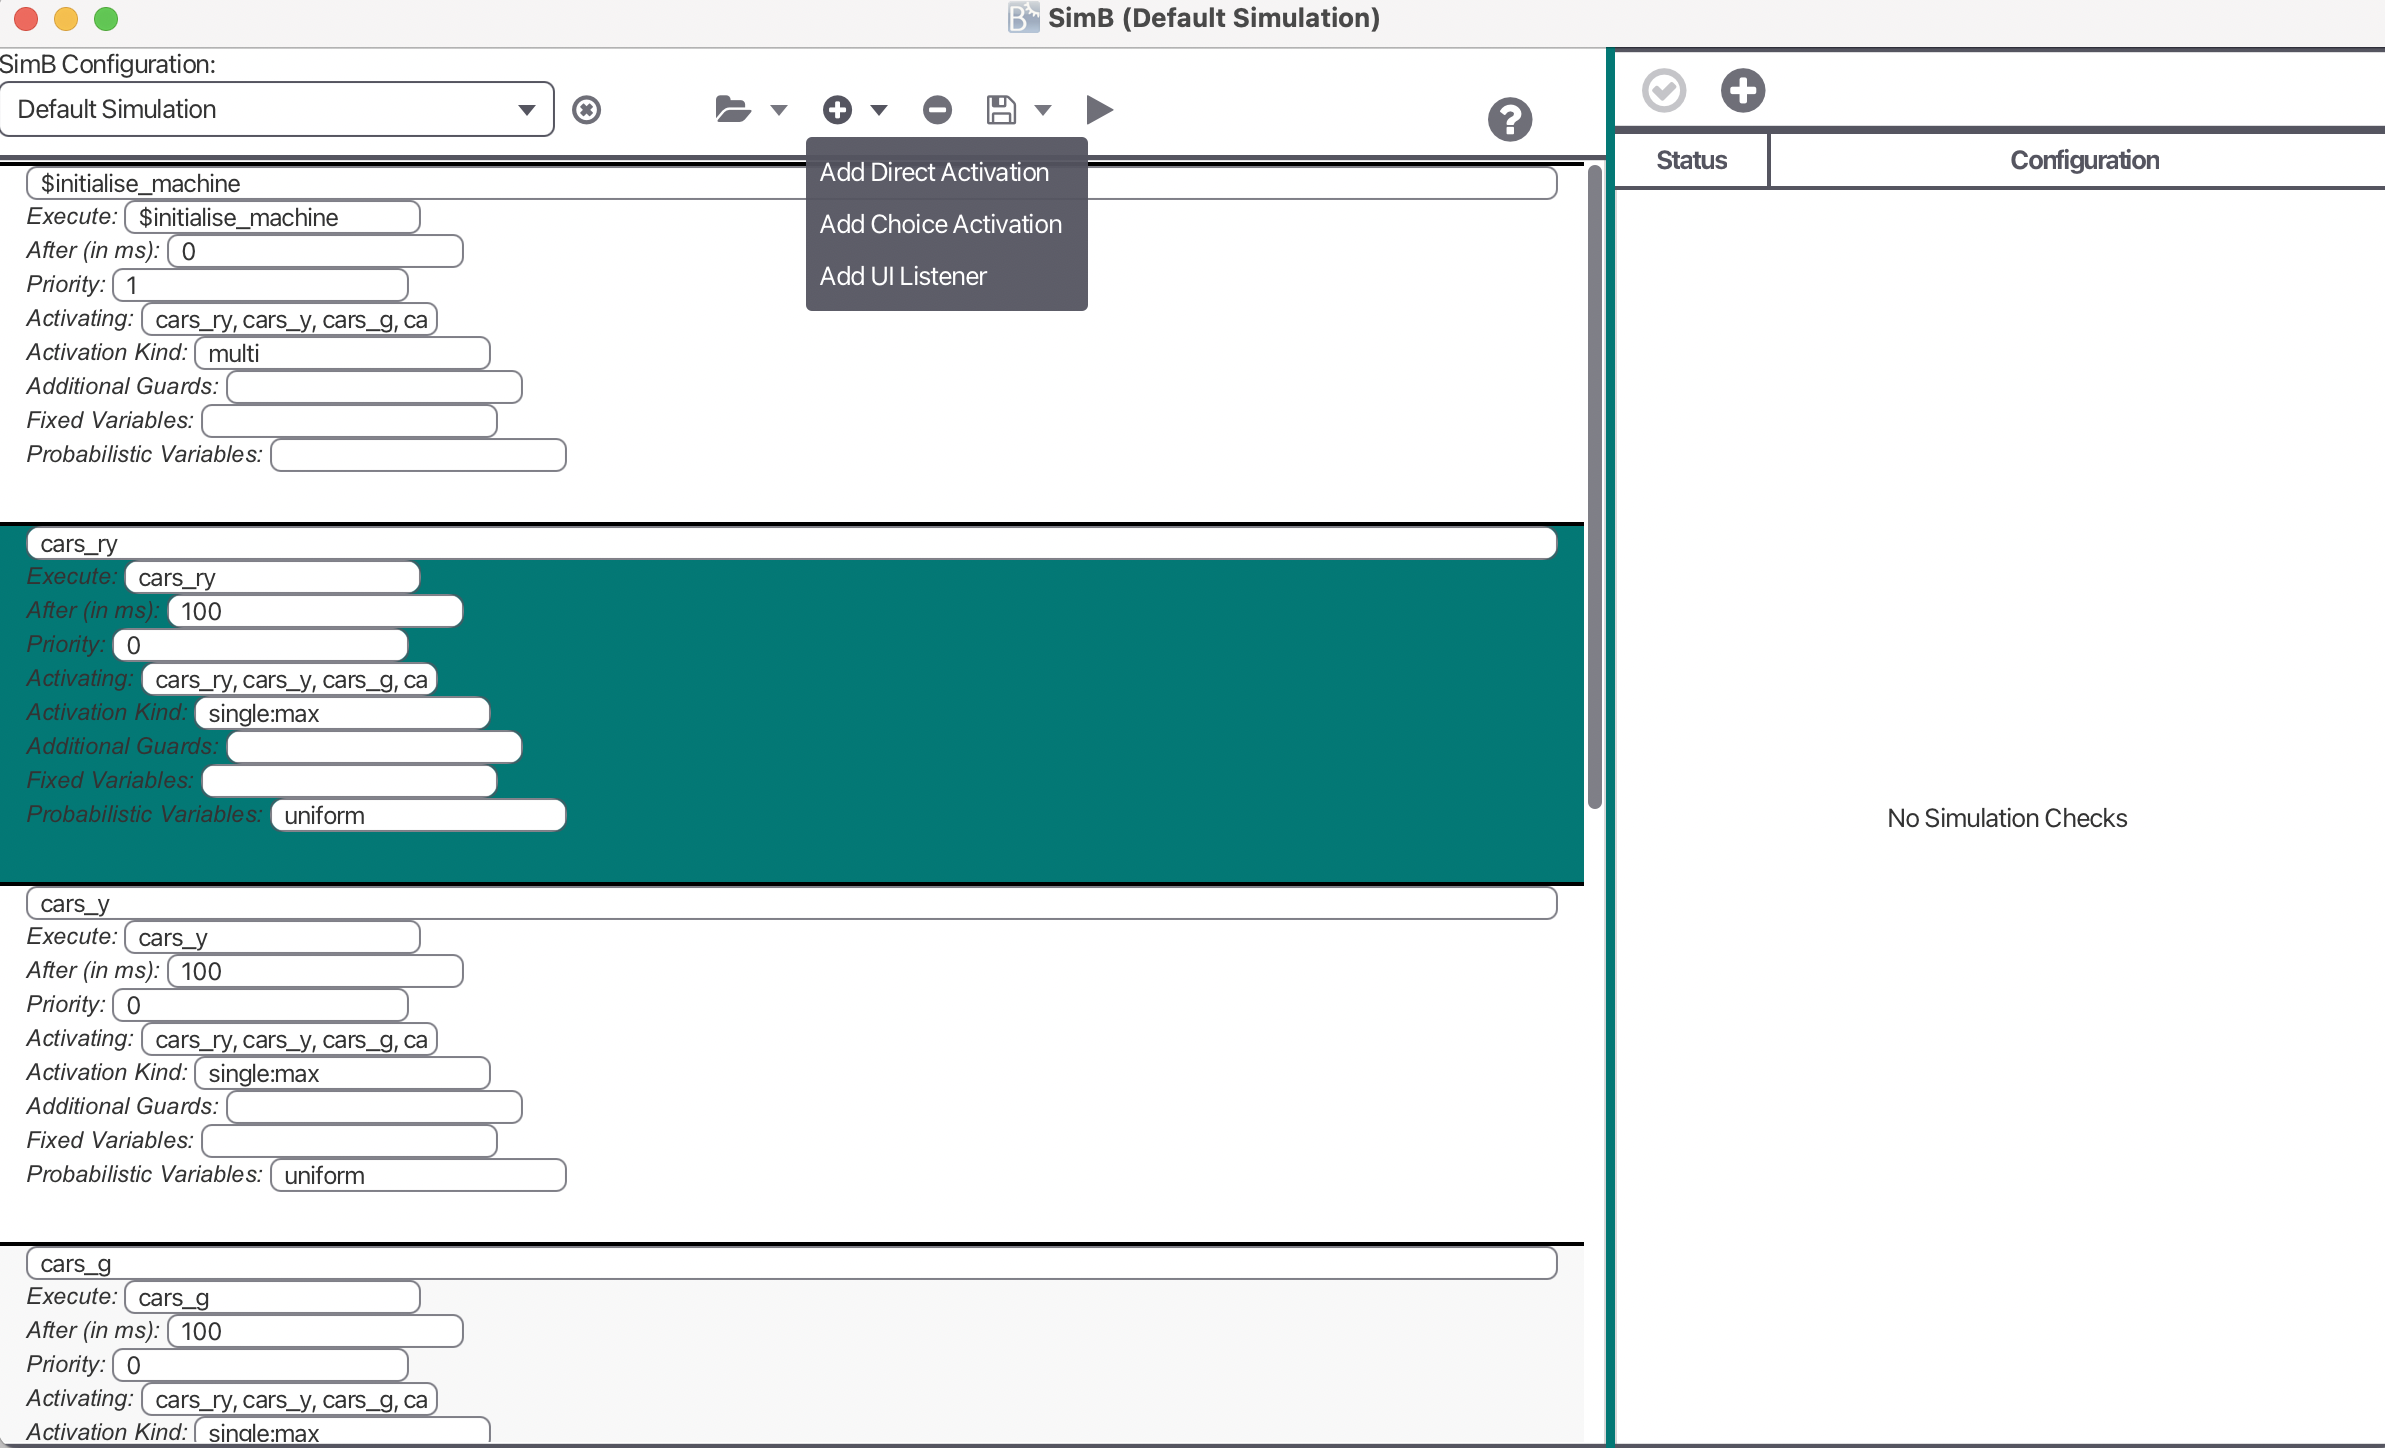 SimB (Default Simulation)
SimB Configuration:
Default Simulation
Add Direct Activation
Add Choice Activation
Add UI Listener
$initialise_machine
Execute: $initialise_machine
After (in ms): 0
Priority: 1
Activating: cars_ry, cars_y, cars_g, ca
Activation Kind: multi
Additional Guards:
Fixed Variables:
Probabilistic Variables:
cars_ry
Execute: cars_ry
After (in ms): 100
Priority: 0
Activating: cars_ry, cars_y, cars_g, ca
Activation Kind: single:max
Additional Guards:
Fixed Variables:
Probabilistic Variables: uniform
cars_y
Execute: cars_y
After (in ms): 100
Priority: 0
Activating: cars_ry, cars_y, cars_g, ca
Activation Kind: single:max
Additional Guards:
Fixed Variables:
Probabilistic Variables: uniform
cars_g
Execute: cars_g
After (in ms): 100
Priority: 0
Activating: cars_ry, cars_y, cars_g, ca
Activation Kind: single:max
Status Configuration
No Simulation Checks